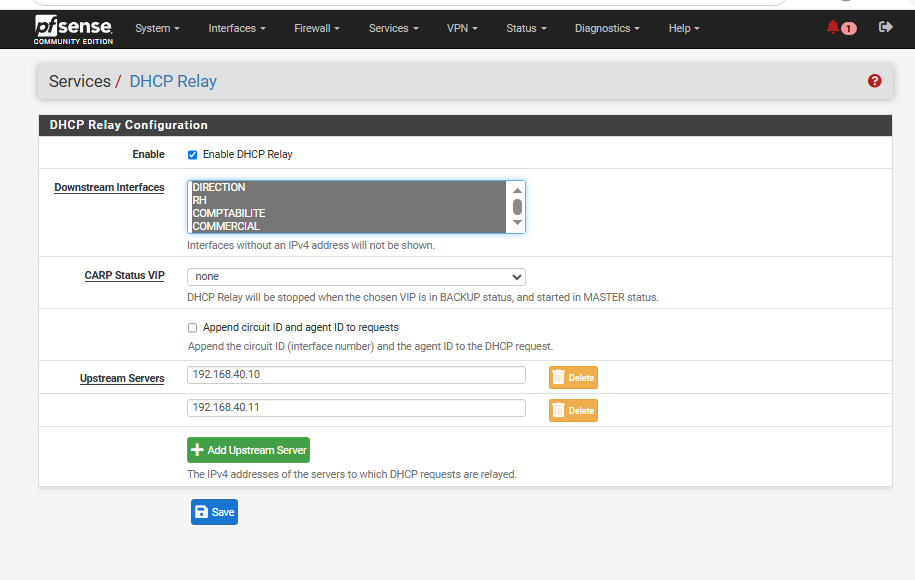 pfsense
COMMUNITY EDITION
System Interfaces Firewall Services VPN Status Diagnostics Help 1
Services / DHCP Relay ?
DHCP Relay Configuration
Enable Enable DHCP Relay
Downstream Interfaces
DIRECTION
RH
COMPTABILITE
COMMERCIAL
Interfaces without an IPv4 address will not be shown.
CARP Status VIP none
DHCP Relay will be stopped when the chosen VIP is in BACKUP status, and started in MASTER status.
Append circuit ID and agent ID to requests
Append the circuit ID (interface number) and the agent ID to the DHCP request.
Upstream Servers 192.168.40.10 Delete
192.168.40.11 Delete
Add Upstream Server
The IPv4 addresses of the servers to which DHCP requests are relayed.
Save